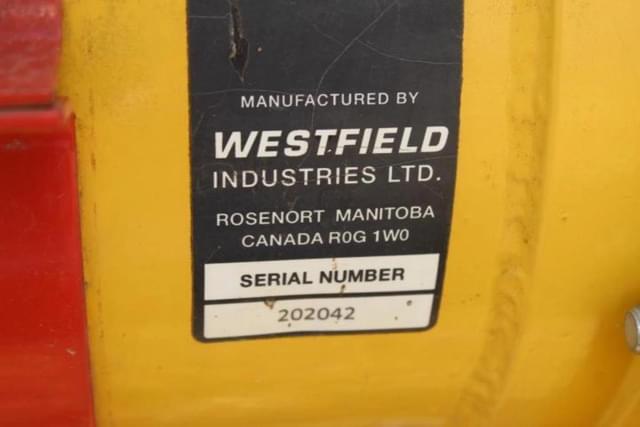 MANUFACTURED BY
WESTFIELD
INDUSTRIES LTD.
ROSENORT MANITOBA
CANADA R0G 1W0
SERIAL NUMBER
202042